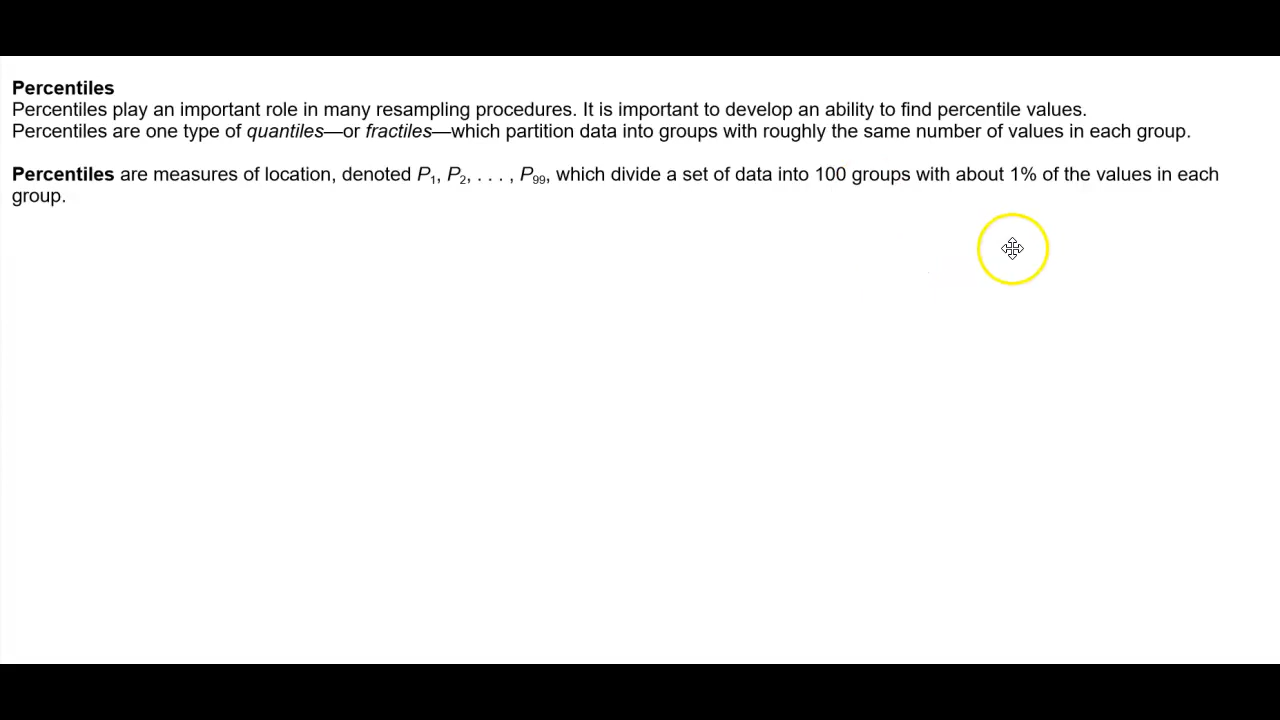 Percentiles
Percentiles play an important role in many resampling procedures. It is important to develop an ability to find percentile values.
Percentiles are one type of quantiles—or fractiles—which partition data into groups with roughly the same number of values in each group.
Percentiles are measures of location, denoted P₁, P₂, . . . , P₉₉, which divide a set of data into 100 groups with about 1% of the values in each
group.